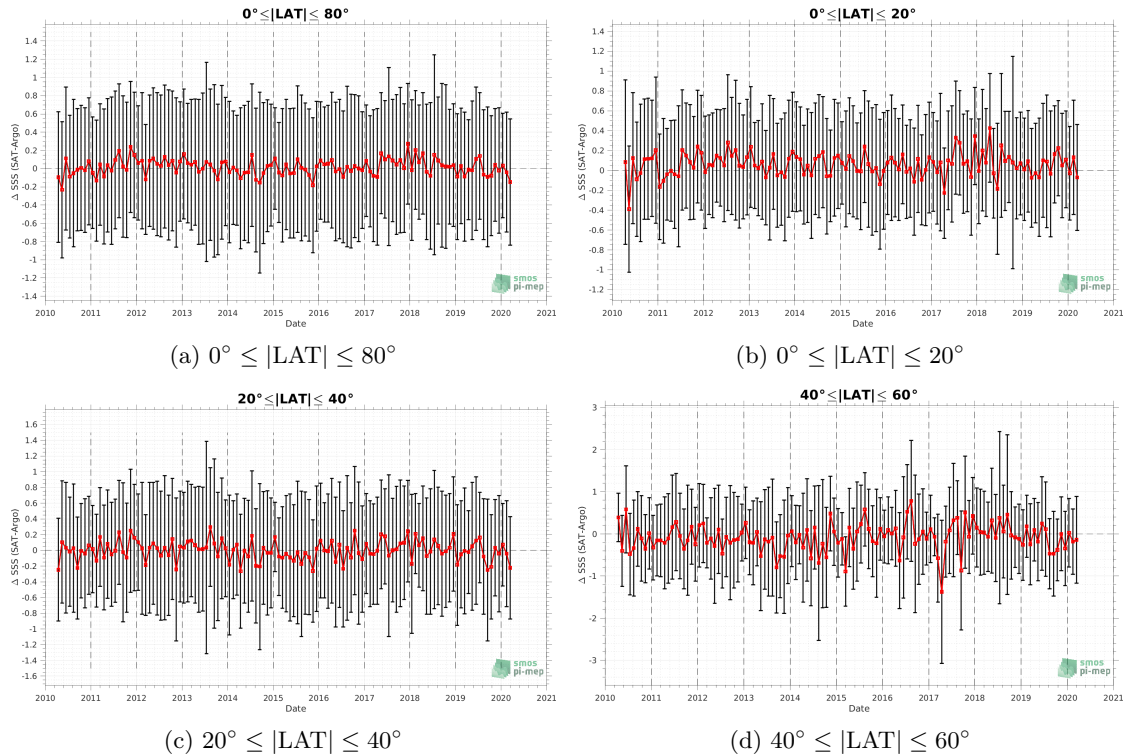 0°≤|LAT|≤ 80°
1.4
1.2
1
0.8
0.6
0.4
0.2
0
-0.2
-0.4
-0.6
-0.8
-1
-1.2
-1.4
Δ SSS (SAT-Argo)
2010 2011 2012 2013 2014 2015 2016 2017 2018 2019 2020 2021
Date
smos
pi-mep
(a) 0° ≤ |LAT| ≤ 80°
0°≤|LAT|≤ 20°
1.4
1.2
1
0.8
0.6
0.4
0.2
0
-0.2
-0.4
-0.6
-0.8
-1
-1.2
Δ SSS (SAT-Argo)
2010 2011 2012 2013 2014 2015 2016 2017 2018 2019 2020 2021
Date
smos
pi-mep
(b) 0° ≤ |LAT| ≤ 20°
20°≤|LAT|≤ 40°
1.6
1.4
1.2
1
0.8
0.6
0.4
0.2
0
-0.2
-0.4
-0.6
-0.8
-1
-1.2
-1.4
-1.6
Δ SSS (SAT-Argo)
2010 2011 2012 2013 2014 2015 2016 2017 2018 2019 2020 2021
Date
smos
pi-mep
(c) 20° ≤ |LAT| ≤ 40°
40°≤|LAT|≤ 60°
3
2
1
0
-1
-2
-3
Δ SSS (SAT-Argo)
2010 2011 2012 2013 2014 2015 2016 2017 2018 2019 2020 2021
Date
smos
pi-mep
(d) 40° ≤ |LAT| ≤ 60°